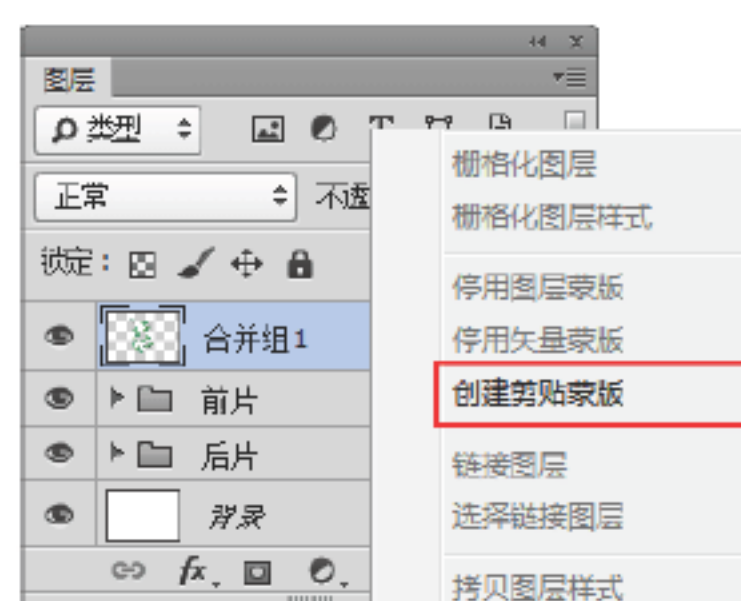 图层
类型
正常 不透
锁定：
合并组1
前片
后片
背景
fx
栅格化图层
栅格化图层样式
停用图层蒙版
停用矢量蒙版
创建剪贴蒙版
链接图层
选择链接图层
拷贝图层样式